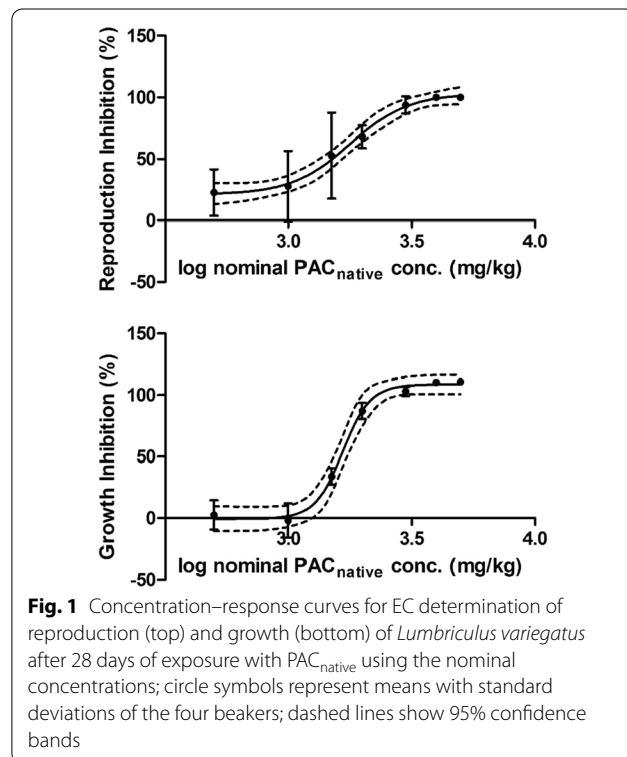 150
100
50
0
-50
3.0 3.5 4.0
Reproduction Inhibition (%)
log nominal PACnative conc. (mg/kg)
150
100
50
0
-50
3.0 3.5 4.0
Growth Inhibition (%)
log nominal PACnative conc. (mg/kg)
Fig. 1 Concentration–response curves for EC determination of
reproduction (top) and growth (bottom) of Lumbriculus variegatus
after 28 days of exposure with PACnative using the nominal
concentrations; circle symbols represent means with standard
deviations of the four beakers; dashed lines show 95% confidence
bands